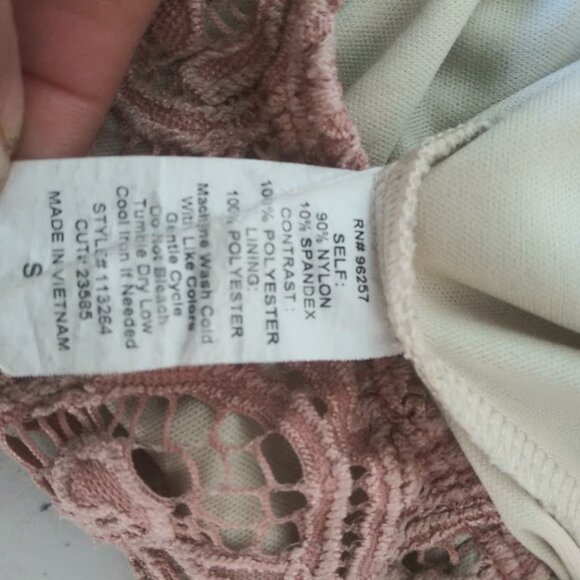 RN# 96257
SELF:
90% NYLON
10% SPANDEX
CONTRAST :
100% POLYESTER
LINING:
100% POLYESTER
Machine Wash Cold
With Like Colors
Gentle Cycle
Do Not Bleach
Tumble Dry Low
Cool Iron If Needed
STYLE# 113264
CUT# 23585
MADE IN VIETNAM
S